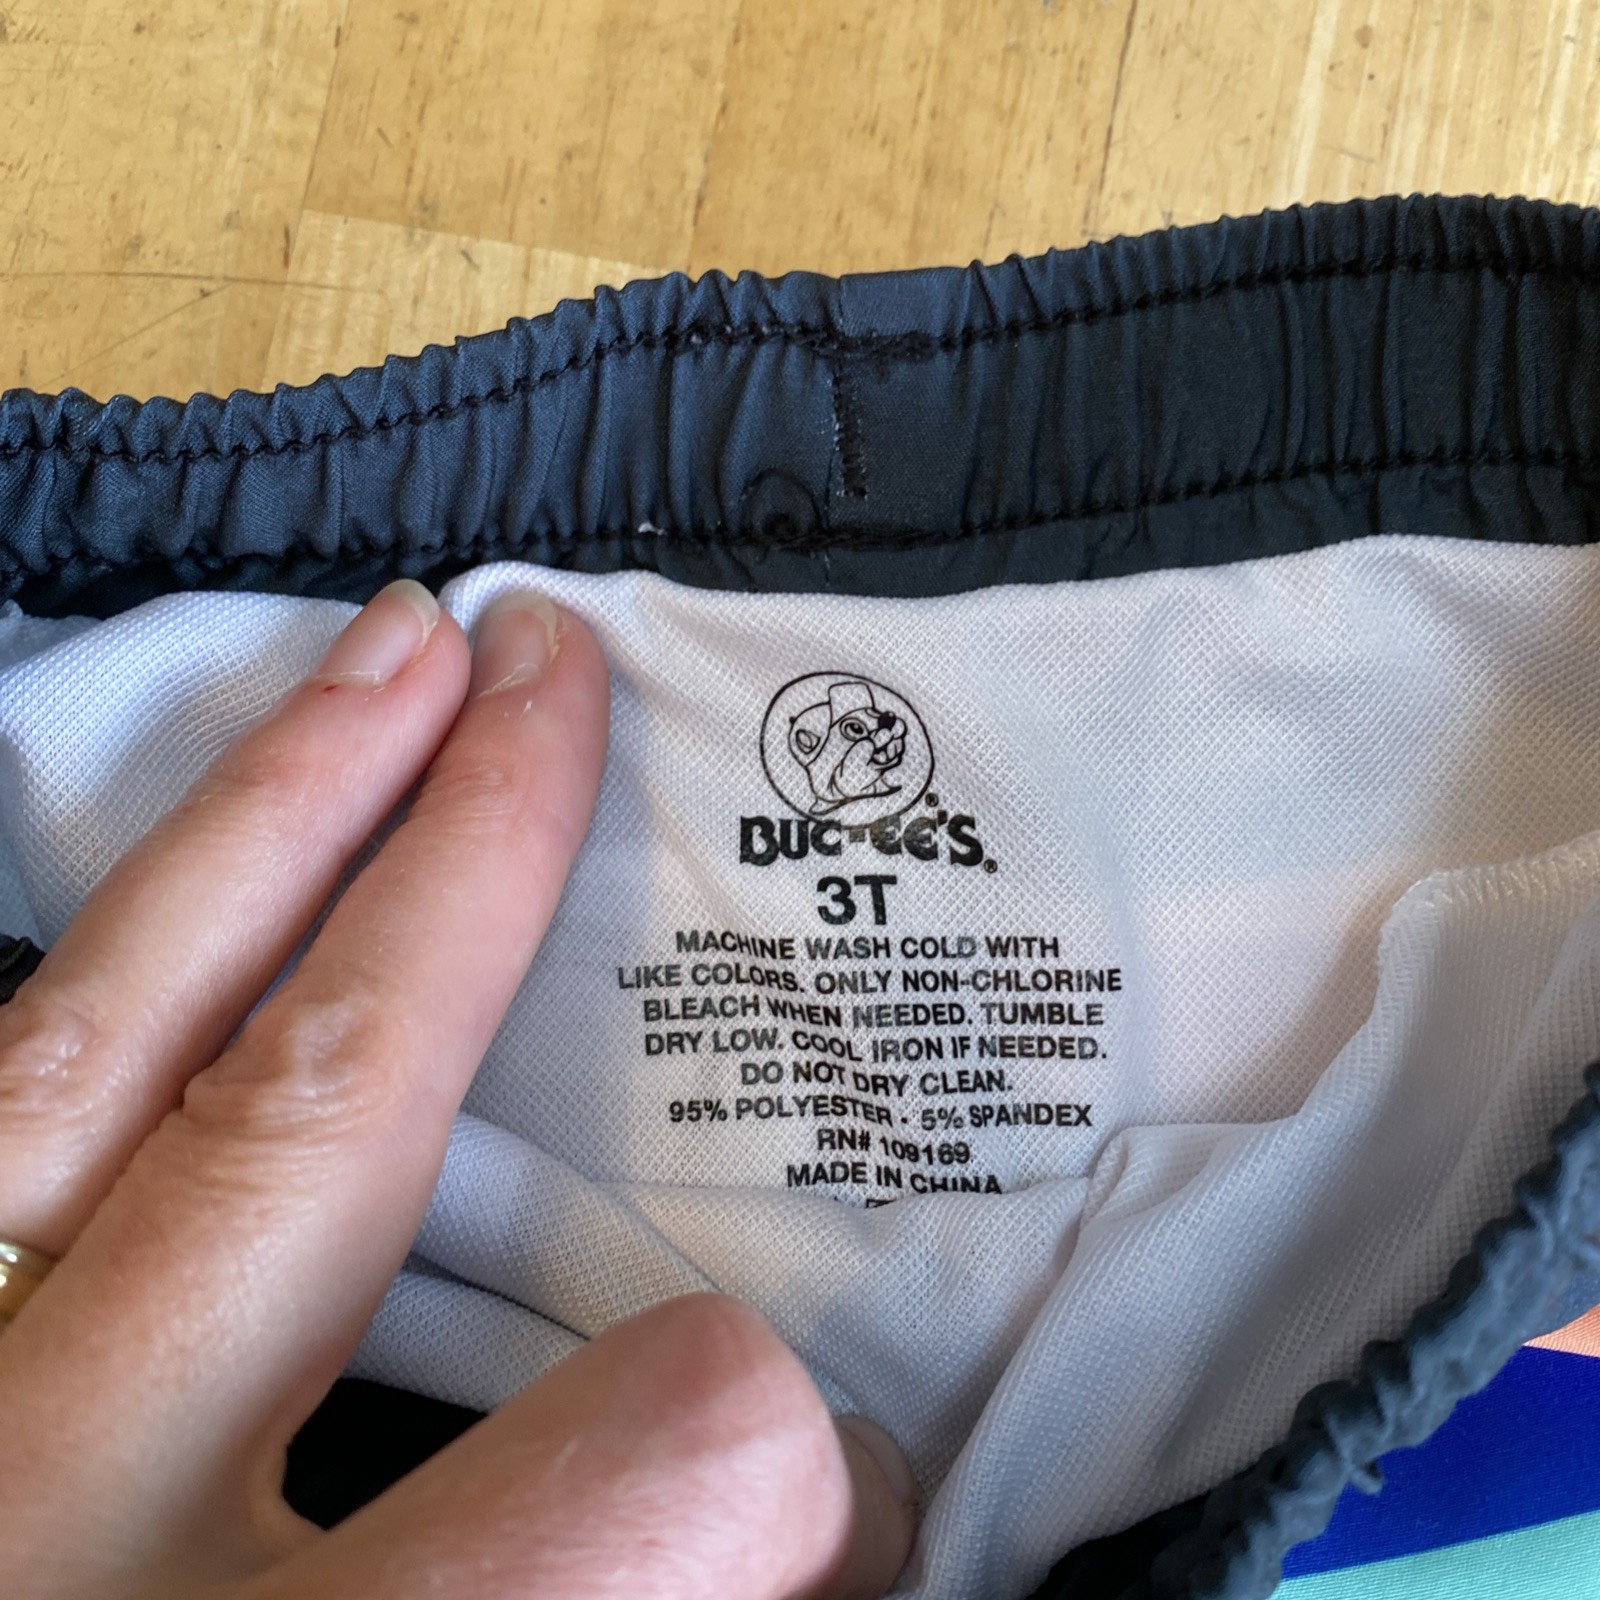 BUC-EE'S®
3T
MACHINE WASH COLD WITH
LIKE COLORS. ONLY NON-CHLORINE
BLEACH WHEN NEEDED. TUMBLE
DRY LOW. COOL IRON IF NEEDED.
DO NOT DRY CLEAN.
95% POLYESTER • 5% SPANDEX
RN# 109169
MADE IN CHINA